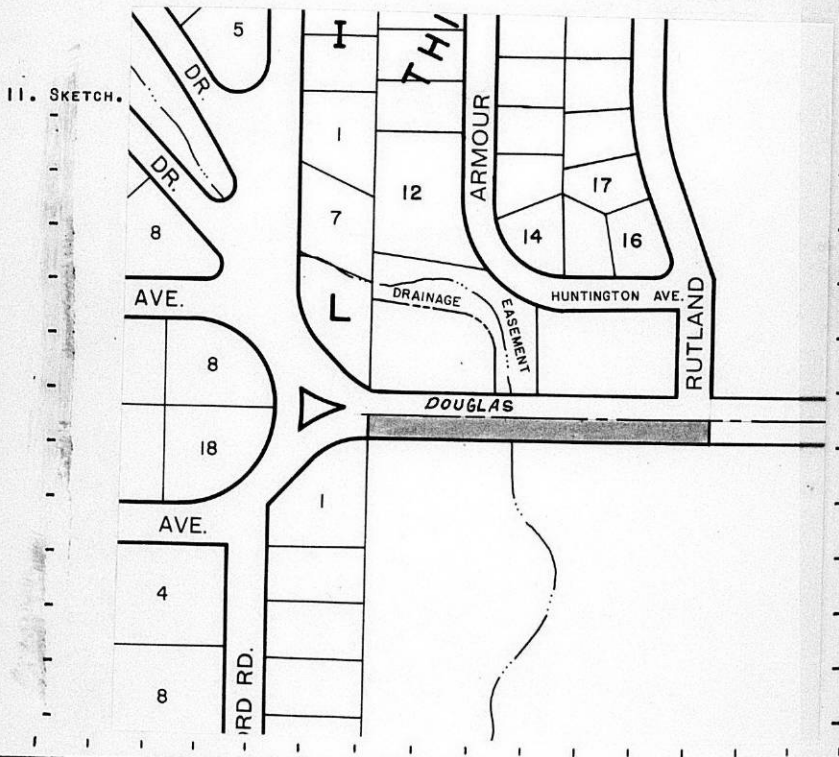 11. SKETCH.
5
I
THI
DR.
1
ARMOUR
DR.
12
17
7
8
14
16
AVE.
DRAINAGE
EASEMENT
HUNTINGTON AVE.
L
RUTLAND
8
DOUGLAS
18
1
AVE.
4
RD RD.
8